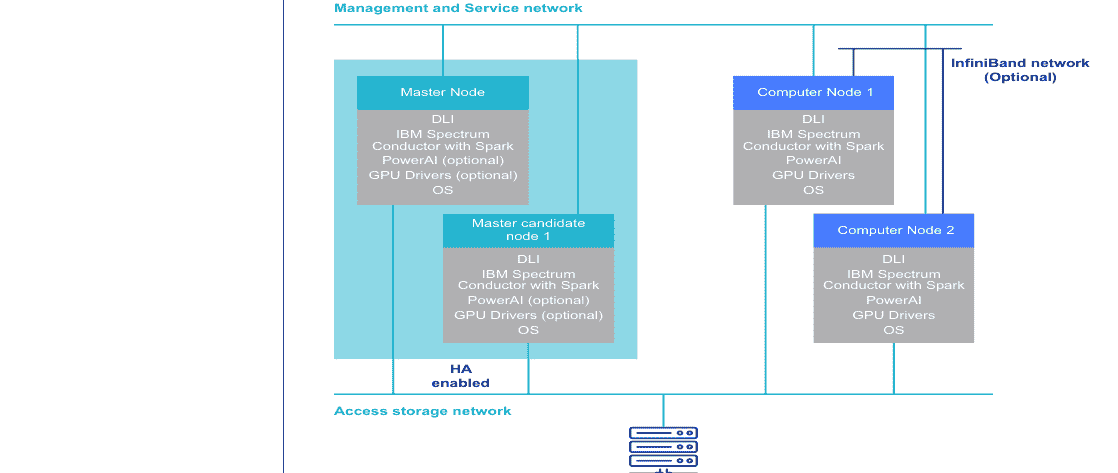 Management and Service network
InfiniBand network
(Optional)
Master Node
DLI
IBM Spectrum
Conductor with Spark
PowerAI (optional)
GPU Drivers (optional)
OS
Master candidate
node 1
DLI
IBM Spectrum
Conductor with Spark
PowerAI (optional)
GPU Drivers (optional)
OS
HA
enabled
Computer Node 1
DLI
IBM Spectrum
Conductor with Spark
PowerAI
GPU Drivers
OS
Computer Node 2
DLI
IBM Spectrum
Conductor with Spark
PowerAI
GPU Drivers
OS
Access storage network